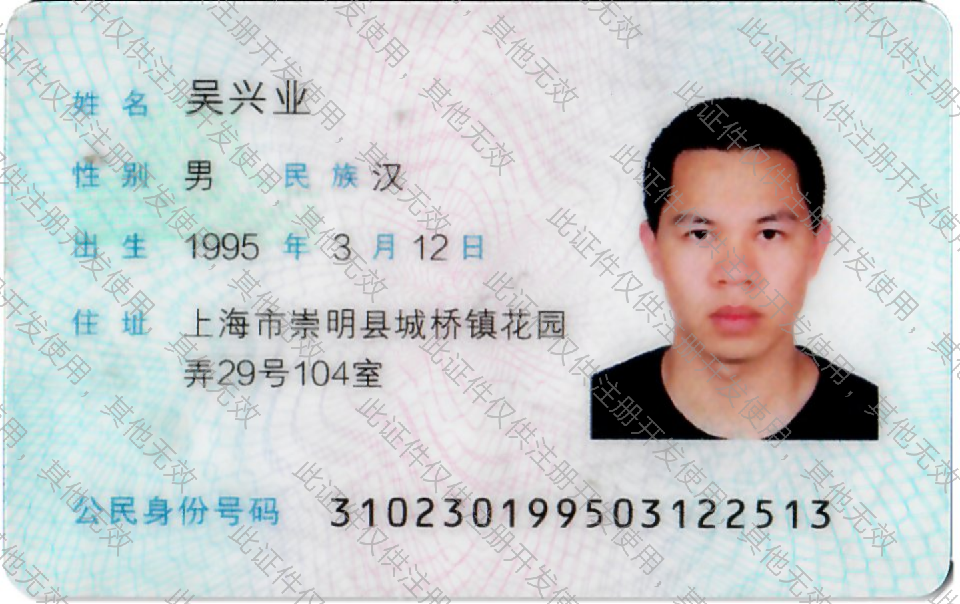 姓名 吴兴业
性别 男 民族 汉
出生 1995 年 3 月 12 日
住址 上海市崇明县城桥镇花园
弄29号104室
公民身份号码 310230199503122513
此证件仅供注册开发使用,其他无效